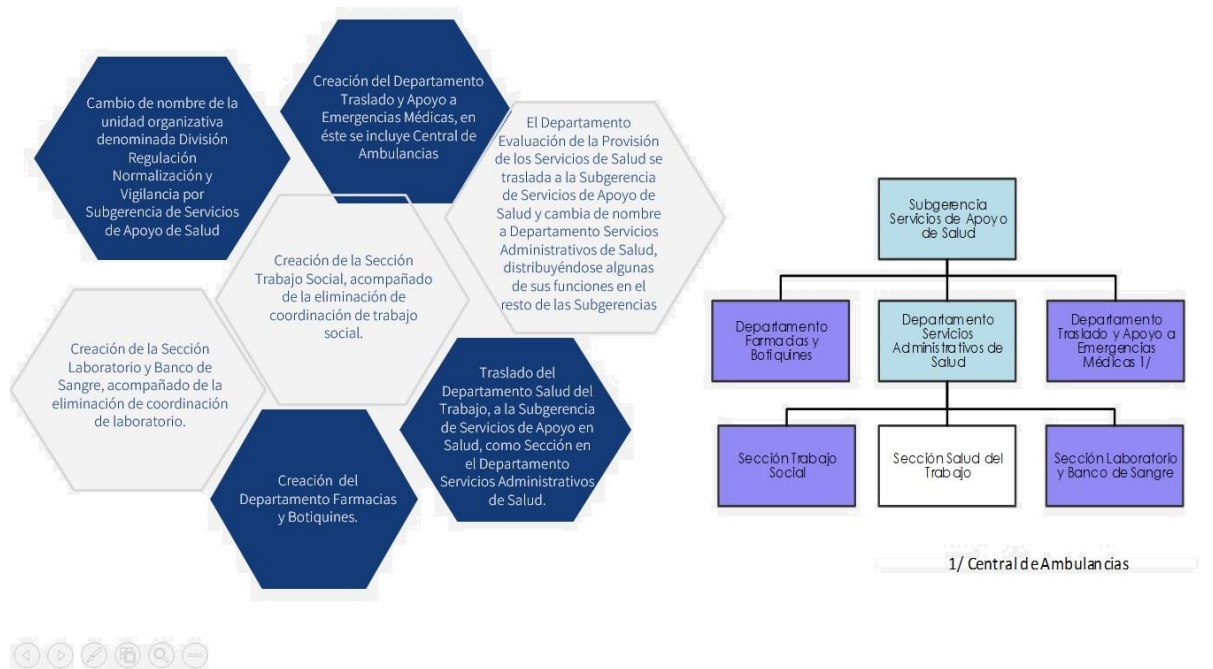 Cambio de nombre de la
unidad organizativa
denominada División
Regulación
Normalización y
Vigilancia por
Subgerencia de Servicios
de Apoyo de Salud
Creación del Departamento
Traslado y Apoyo a
Emergencias Médicas, en
éste se incluye Central de
Ambulancias
El Departamento
Evaluación de la Provisión
de los Servicios de Salud se
traslada a la Subgerencia
de Servicios de Apoyo de
Salud y cambia de nombre
a Departamento Servicios
Administrativos de Salud,
distribuyéndose algunas
de sus funciones en el
resto de las Subgerencias
Creación de la Sección
Trabajo Social, acompañado
de la eliminación de
coordinación de trabajo
social.
Creación de la Sección
Laboratorio y Banco de
Sangre, acompañado de la
eliminación de coordinación
de laboratorio.
Traslado del
Departamento Salud del
Trabajo, a la Subgerencia
de Servicios de Apoyo en
Salud, como Sección en
el Departamento
Servicios Administrativos
de Salud.
Creación del
Departamento Farmacias
y Botiquines.
Subgerencia
Servicios de Apoyo
de Salud
Departamento
Farmacias y
Botiquines
Departamento
Servicios
Administrativos de
Salud
Departamento
Traslado y Apoyo a
Emergencias
Médicas 1/
Sección Trabajo
Social
Sección Salud del
Trabajo
Sección Laboratorio
y Banco de Sangre
1/ Central de Ambulancias